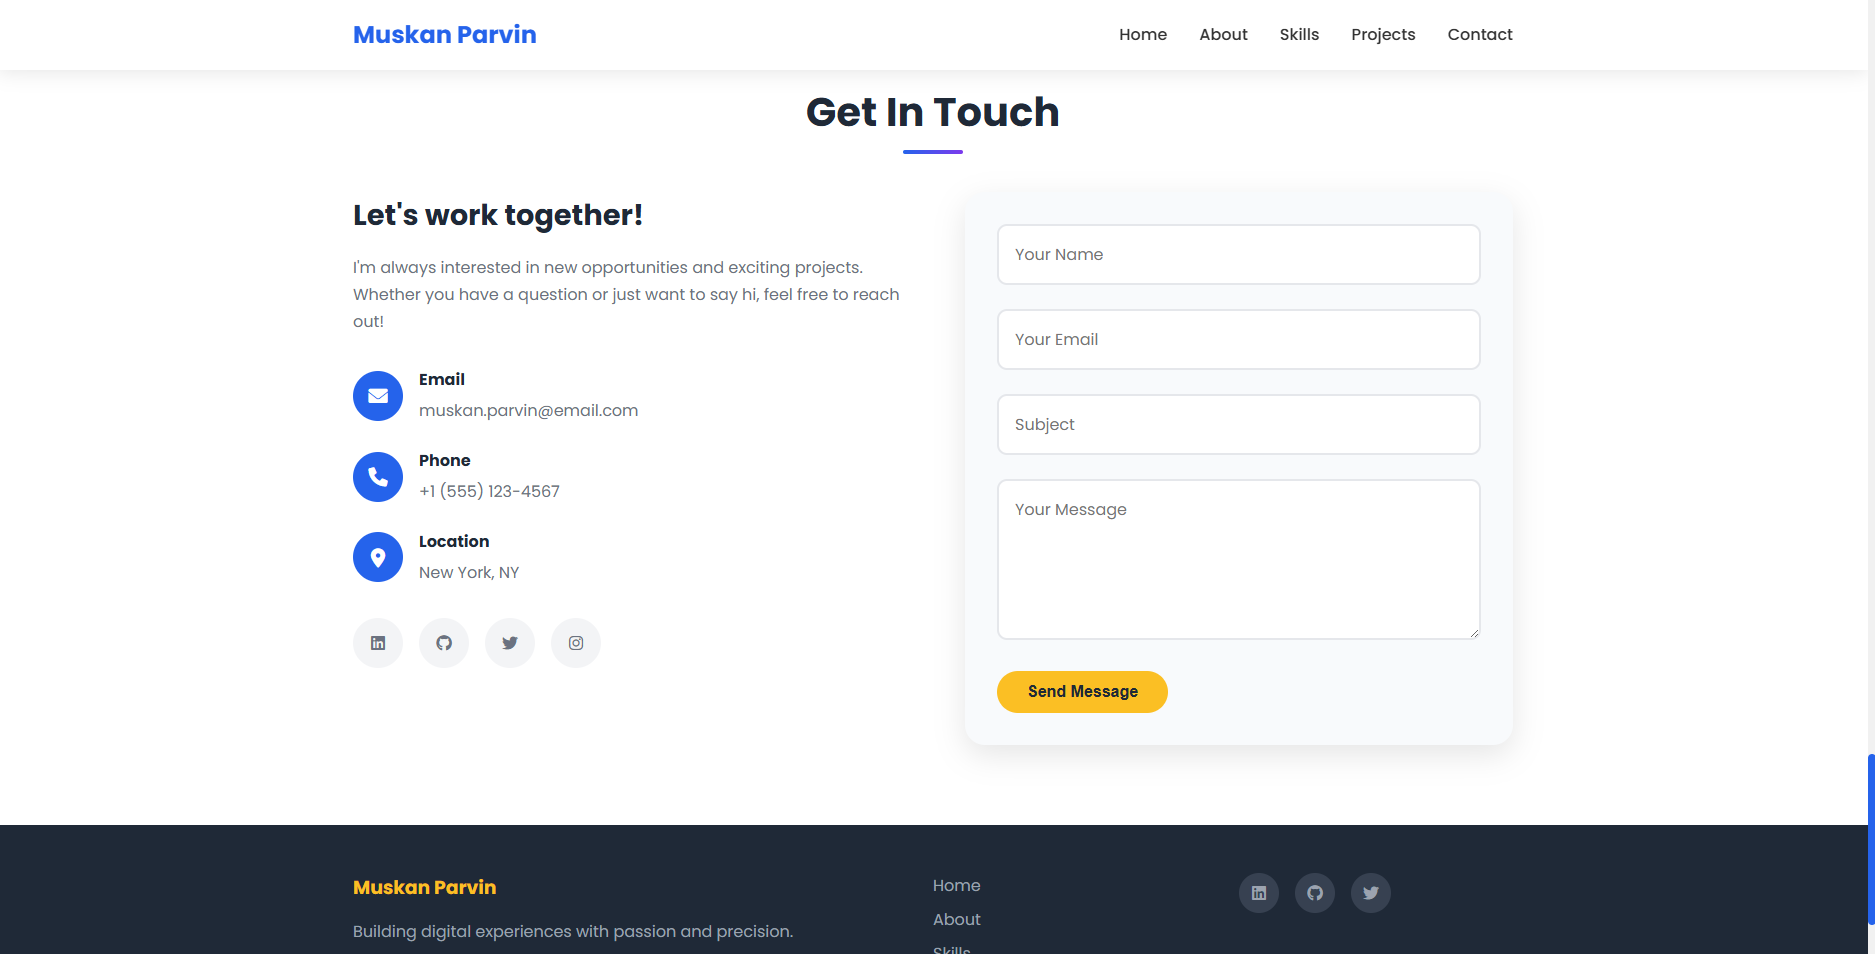 Muskan Parvin
Home About Skills Projects Contact
Get In Touch
Let's work together!
I'm always interested in new opportunities and exciting projects.
Whether you have a question or just want to say hi, feel free to reach
out!
Email
muskan.parvin@email.com
Phone
+1 (555) 123-4567
Location
New York, NY
Your Name
Your Email
Subject
Your Message
Send Message
Muskan Parvin
Building digital experiences with passion and precision.
Home
About
Skills